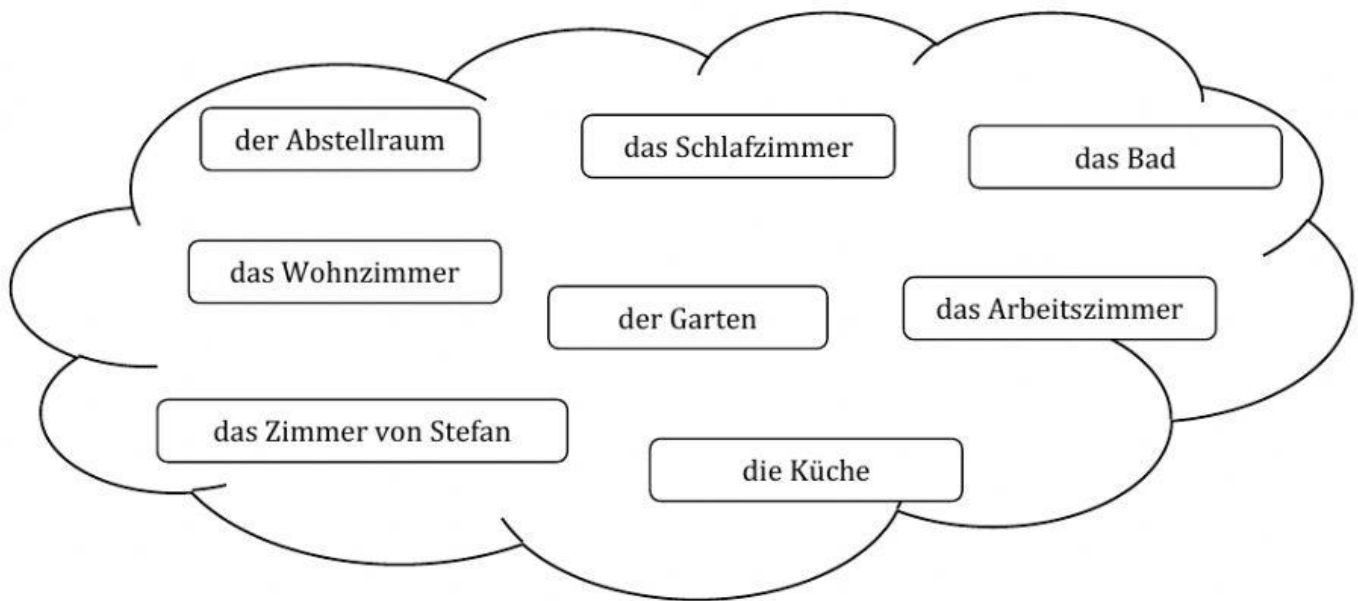 der Abstellraum
das Schlafzimmer
das Bad
das Wohnzimmer
der Garten
das Arbeitszimmer
das Zimmer von Stefan
die Küche